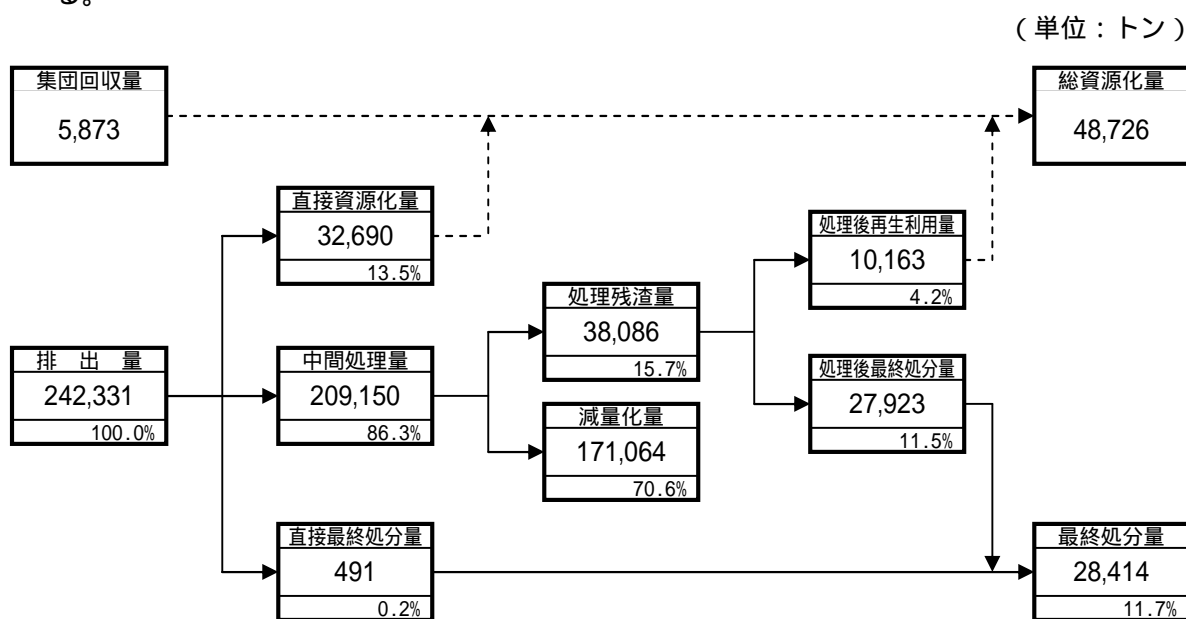 る。
（単位：トン）
集団回収量
5,873
総資源化量
48,726
直接資源化量
32,690
13.5%
処理後再生利用量
10,163
4.2%
処理残渣量
38,086
15.7%
排　出　量
242,331
100.0%
中間処理量
209,150
86.3%
処理後最終処分量
27,923
11.5%
減量化量
171,064
70.6%
直接最終処分量
491
0.2%
最終処分量
28,414
11.7%